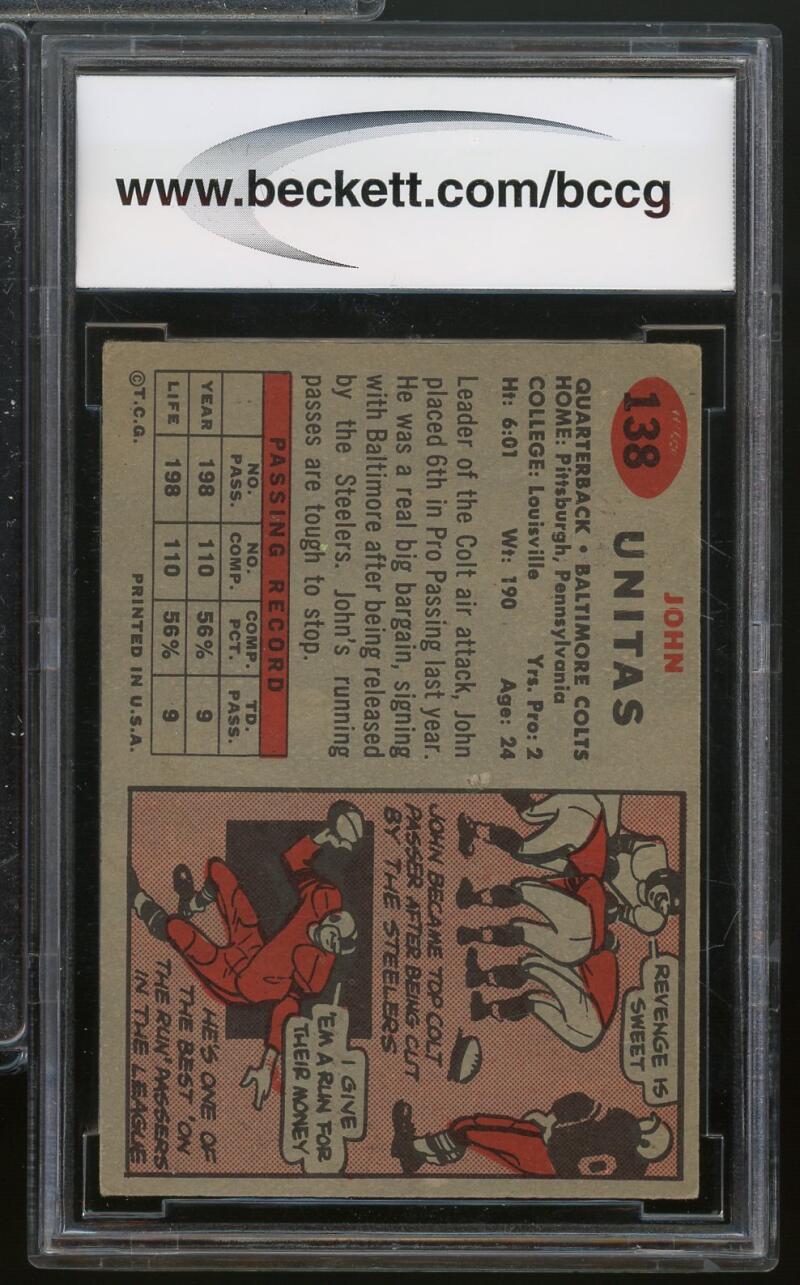 www.beckett.com/bccg
138
JOHN
UNITAS
QUARTERBACK • BALTIMORE COLTS
HOME: Pittsburgh, Pennsylvania
COLLEGE: Louisville Yrs. Pro: 2
Ht: 6:01 Wt: 190 Age: 24
Leader of the Colt air attack, John
placed 6th in Pro Passing last year.
He was a real big bargain, signing
with Baltimore after being released
by the Steelers. John's running
passes are tough to stop.
PASSING RECORD
NO. PASS. NO. COMP. COMP. PCT. TD. PASS.
YEAR 198 110 56% 9
LIFE 198 110 56% 9
©T.C.G. PRINTED IN U.S.A.
REVENGE IS
SWEET
JOHN BECAME TOP COLT
PASSER AFTER BEING CUT
BY THE STEELERS
I GIVE
'EM A RUN FOR
THEIR MONEY
HE'S ONE OF
THE BEST 'ON
THE RUN' PASSERS
IN THE LEAGUE